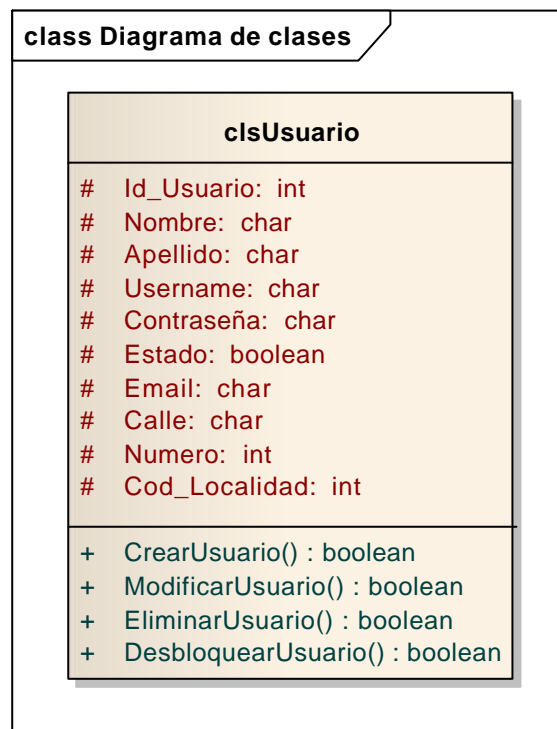 class Diagrama de clases
clsUsuario
# Id_Usuario: int
# Nombre: char
# Apellido: char
# Username: char
# Contraseña: char
# Estado: boolean
# Email: char
# Calle: char
# Numero: int
# Cod_Localidad: int
+ CrearUsuario() : boolean
+ ModificarUsuario() : boolean
+ EliminarUsuario() : boolean
+ DesbloquearUsuario() : boolean